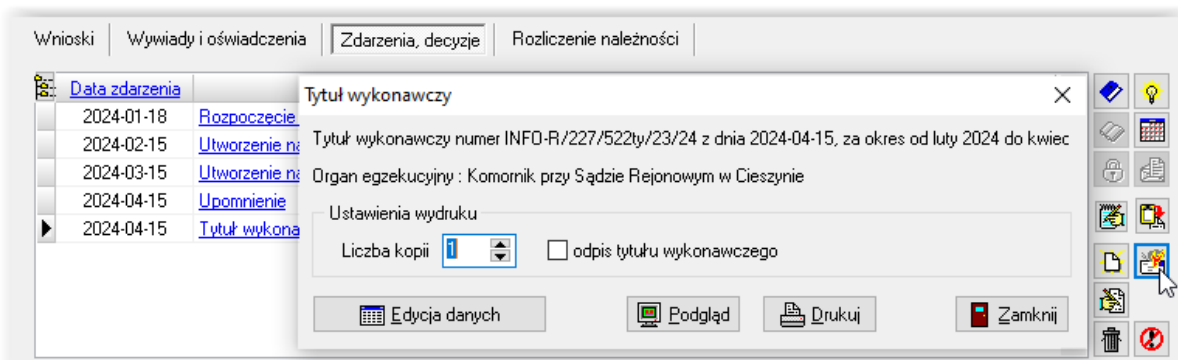 Wnioski Wywiady i oświadczenia Zdarzenia, decyzje Rozliczenie należności
Data zdarzenia
2024-01-18 Rozpoczęcie
2024-02-15 Utworzenie na
2024-03-15 Utworzenie na
2024-04-15 Upomnienie
2024-04-15 Tytuł wykona
Tytuł wykonawczy
Tytuł wykonawczy numer INFO-R/227/522ty/23/24 z dnia 2024-04-15, za okres od luty 2024 do kwiec
Organ egzekucyjny : Komornik przy Sądzie Rejonowym w Cieszynie
Ustawienia wydruku
Liczba kopii 1 odpis tytułu wykonawczego
Edycja danych Podgląd Drukuj Zamknij